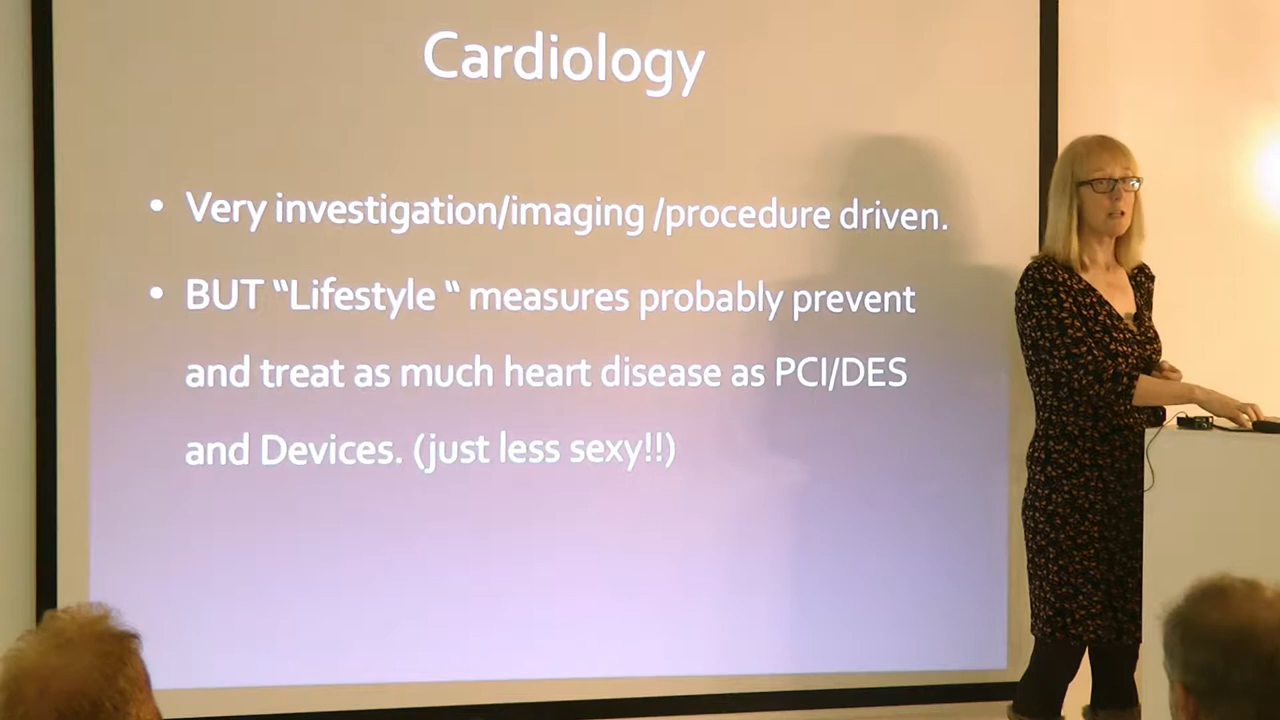 Cardiology
• Very investigation/imaging /procedure driven.
• BUT “Lifestyle “ measures probably prevent
and treat as much heart disease as PCI/DES
and Devices. (just less sexy!!)